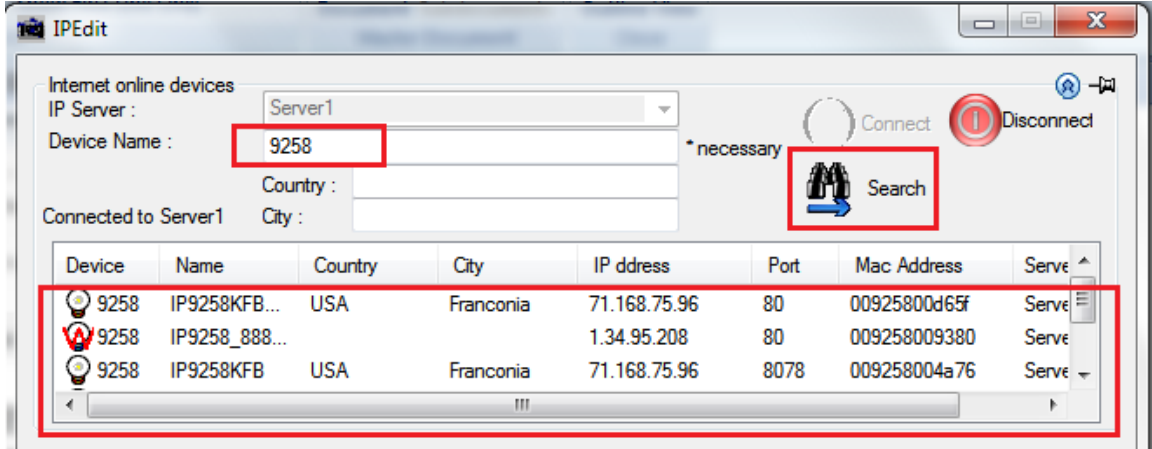 IPEdit
Internet online devices
IP Server : Server1
Connect Disconnect
Device Name : 9258 * necessary
Country : Search
Connected to Server1 City :
Device Name Country City IP ddress Port Mac Address Serve
9258 IP9258KFB... USA Franconia 71.168.75.96 80 00925800d65f Serve
9258 IP9258_888... 1.34.95.208 80 009258009380 Serve
9258 IP9258KFB USA Franconia 71.168.75.96 8078 009258004a76 Serve